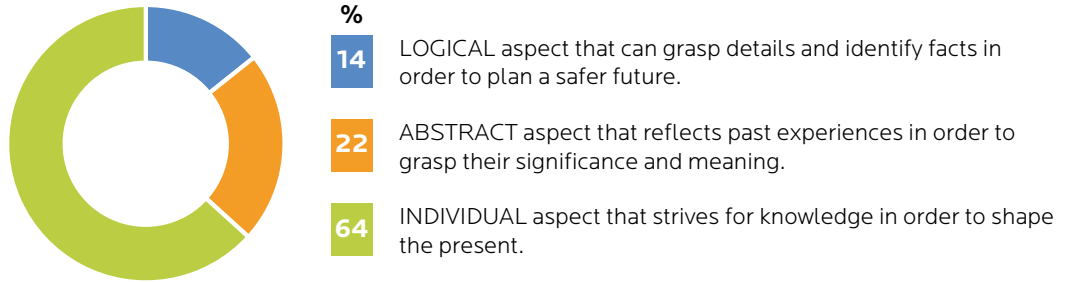 %
14
LOGICAL aspect that can grasp details and identify facts in
order to plan a safer future.
22
ABSTRACT aspect that reflects past experiences in order to
grasp their significance and meaning.
64
INDIVIDUAL aspect that strives for knowledge in order to shape
the present.